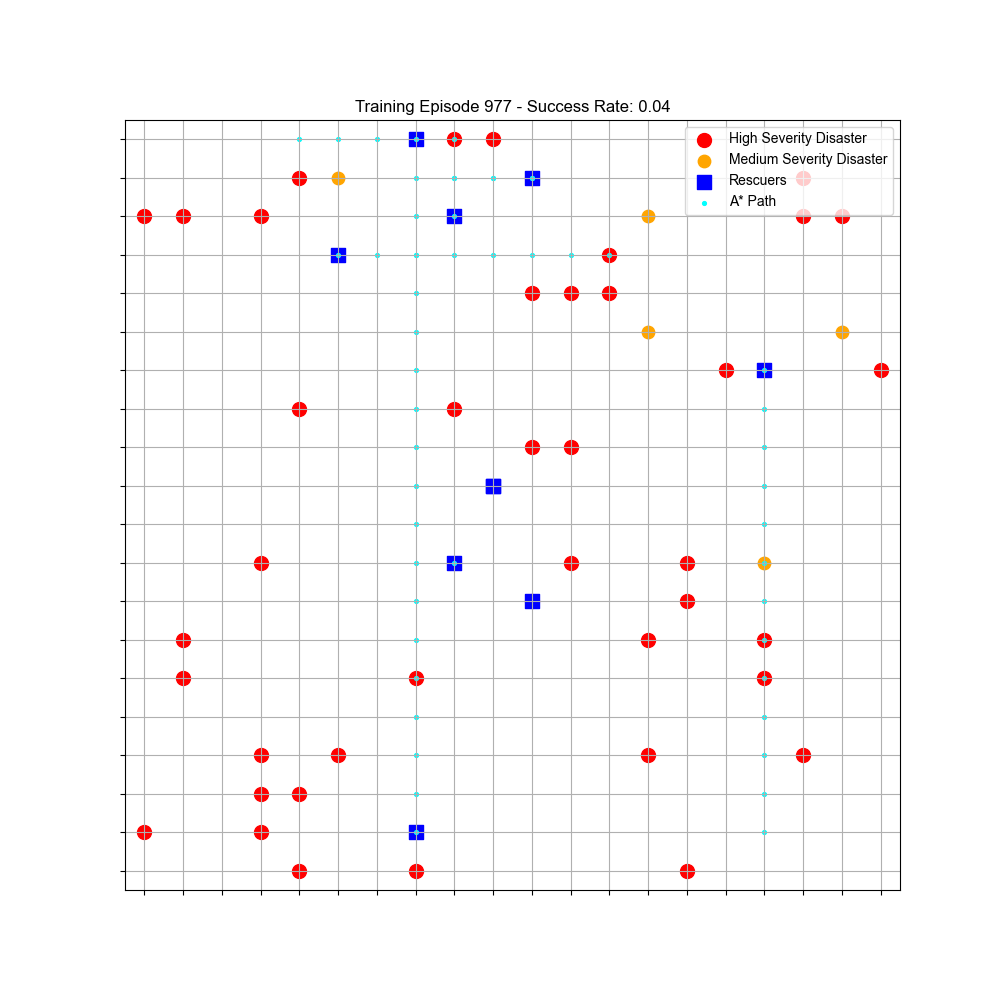 Training Episode 977 - Success Rate: 0.04
High Severity Disaster
Medium Severity Disaster
Rescuers
A* Path